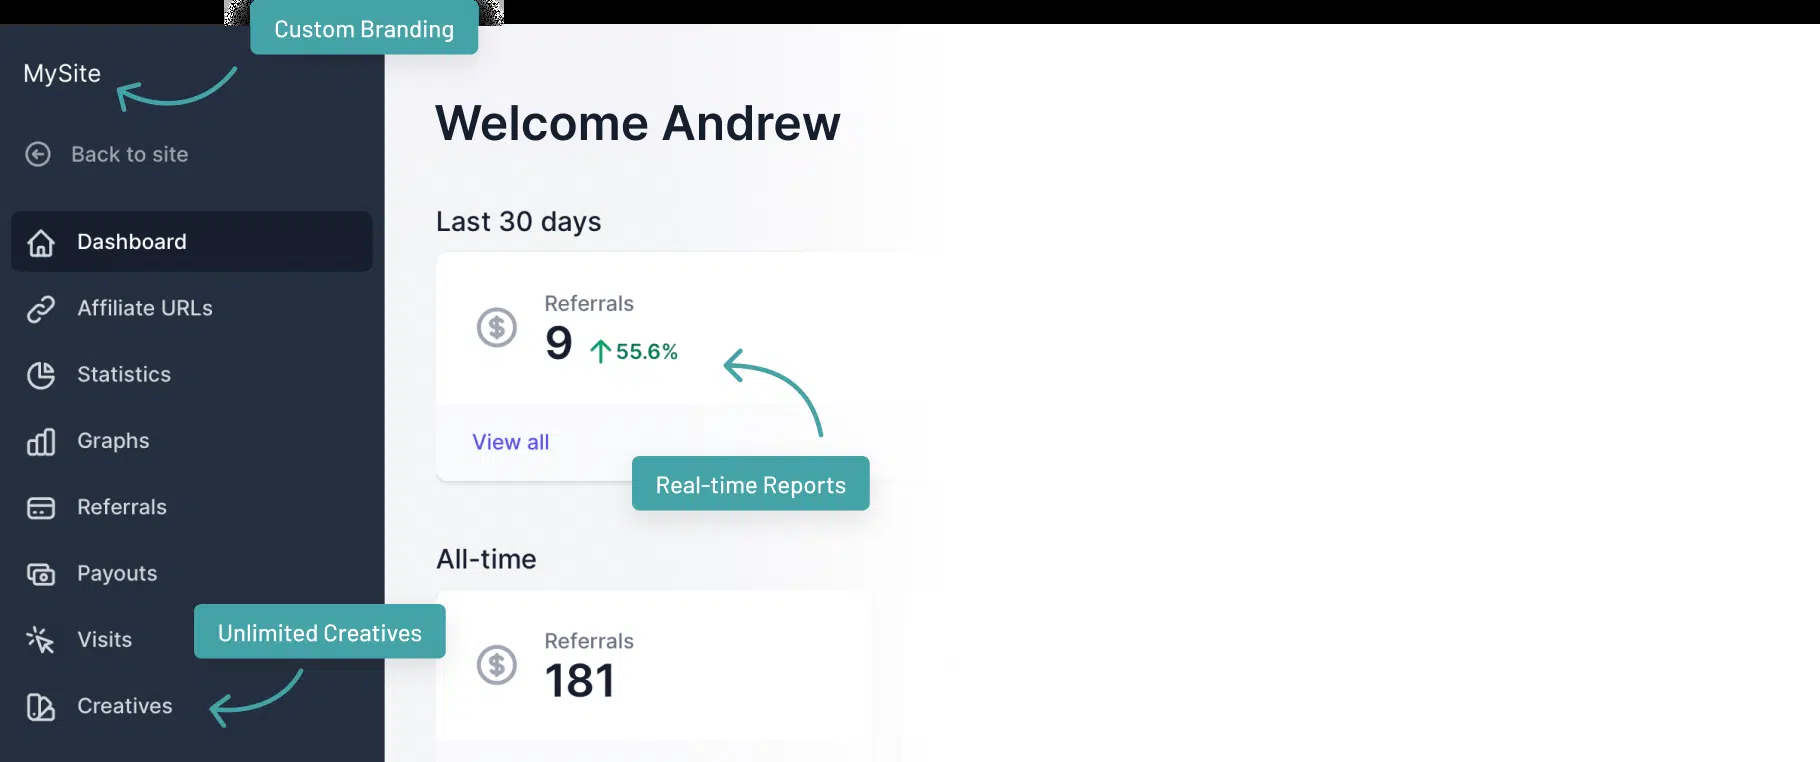 Custom Branding
MySite
Back to site
Dashboard
Affiliate URLs
Statistics
Graphs
Referrals
Payouts
Visits
Unlimited Creatives
Creatives
Welcome Andrew
Last 30 days
Referrals
9 55.6%
View all
Real-time Reports
All-time
Referrals
181